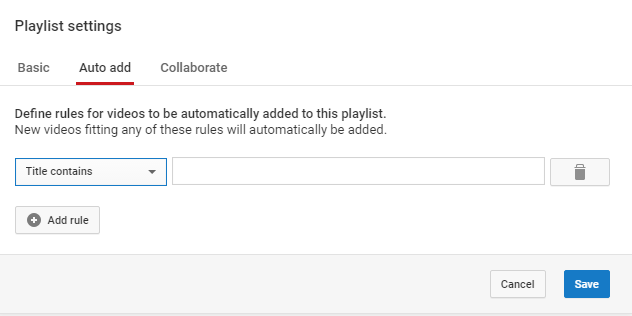 Playlist settings
Basic Auto add Collaborate
Define rules for videos to be automatically added to this playlist.
New videos fitting any of these rules will automatically be added.
Title contains
Add rule
Cancel Save